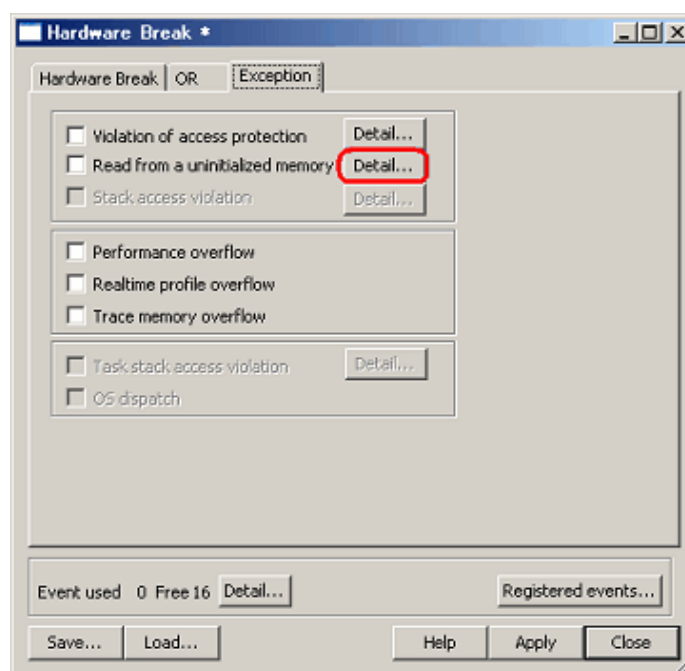 Hardware Break *
Hardware Break OR Exception
Violation of access protection Detail...
Read from a uninitialized memory Detail...
Stack access violation Detail...
Performance overflow
Realtime profile overflow
Trace memory overflow
Task stack access violation Detail...
OS dispatch
Event used 0 Free 16 Detail... Registered events...
Save... Load... Help Apply Close